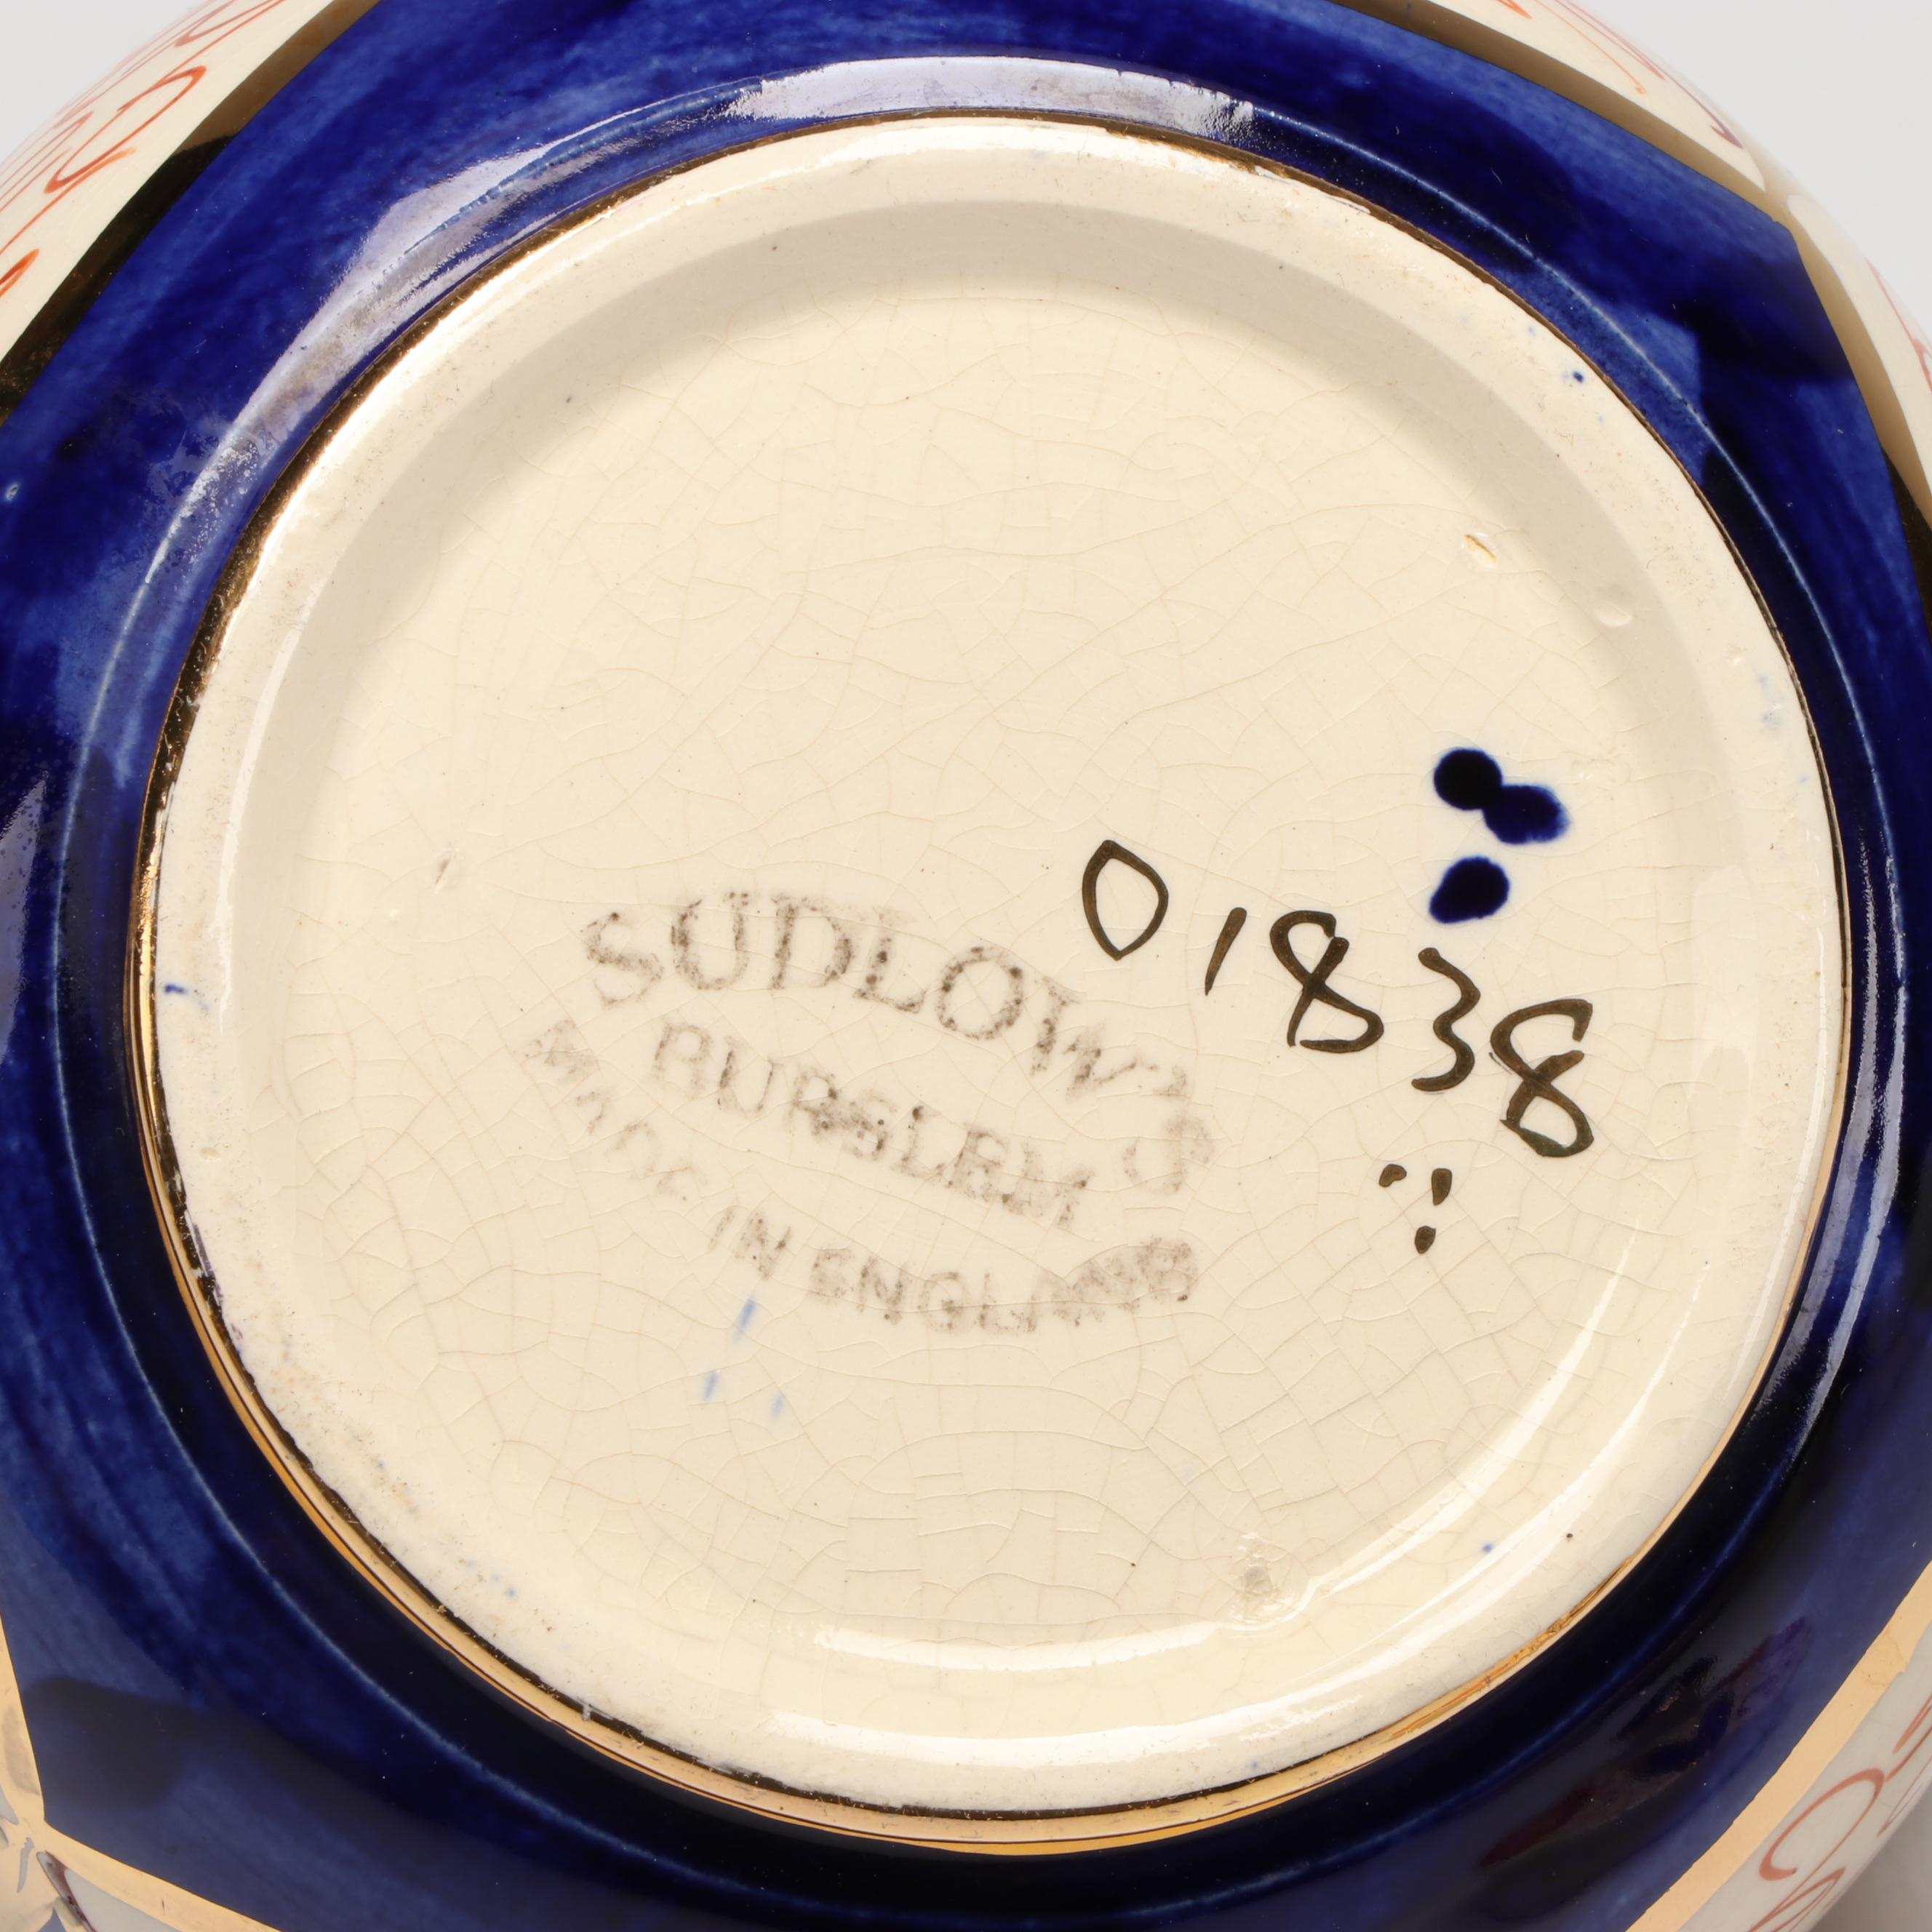 SUDLOW'S
BURSLEM
MADE IN ENGLAND
01838